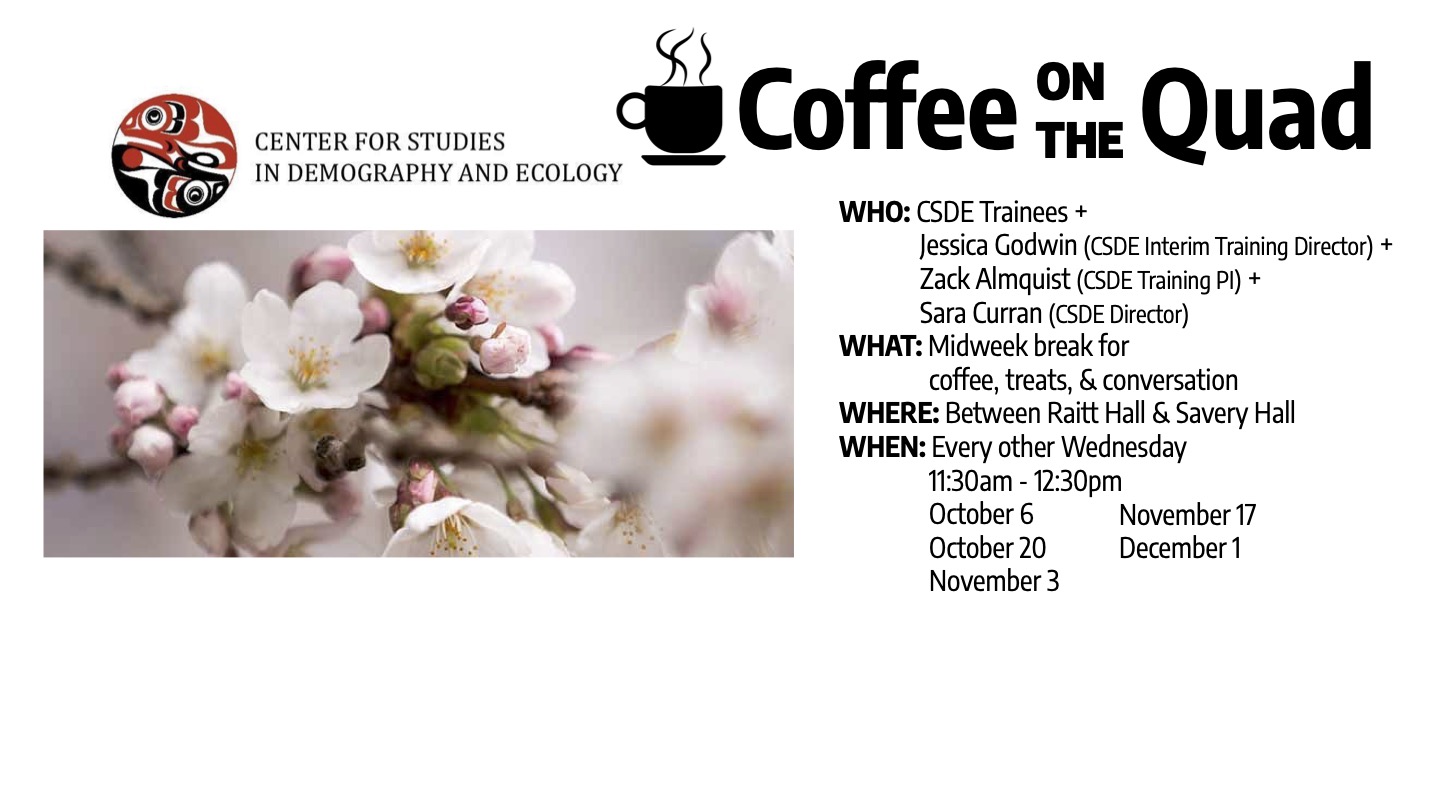 Coffee ON THE Quad
CENTER FOR STUDIES
IN DEMOGRAPHY AND ECOLOGY
WHO: CSDE Trainees +
Jessica Godwin (CSDE Interim Training Director) +
Zack Almquist (CSDE Training PI) +
Sara Curran (CSDE Director)
WHAT: Midweek break for
coffee, treats, & conversation
WHERE: Between Raitt Hall & Savery Hall
WHEN: Every other Wednesday
11:30am - 12:30pm
October 6 November 17
October 20 December 1
November 3